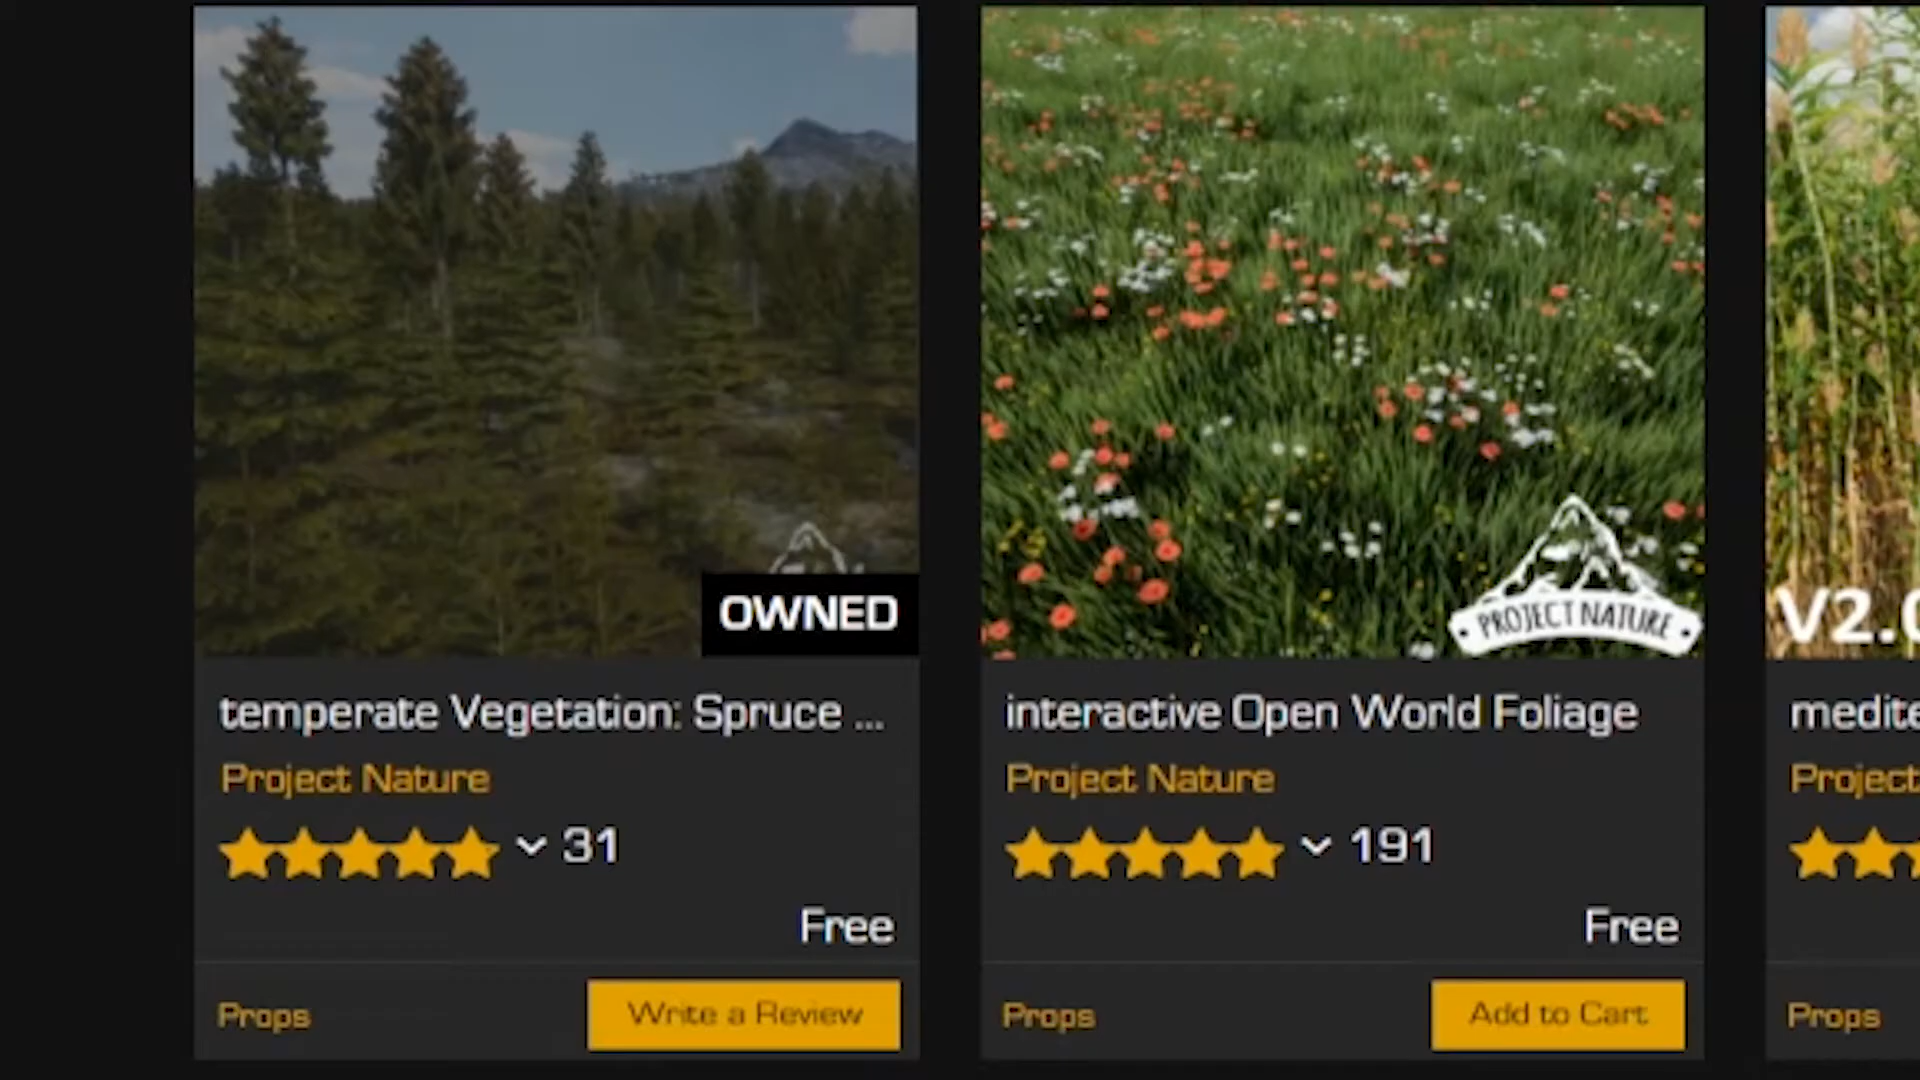 OWNED
temperate Vegetation: Spruce ...
Project Nature
31
Free
Props
Write a Review
PROJECT NATURE
interactive Open World Foliage
Project Nature
191
Free
Props
Add to Cart
V2.0
medite
Project
Props